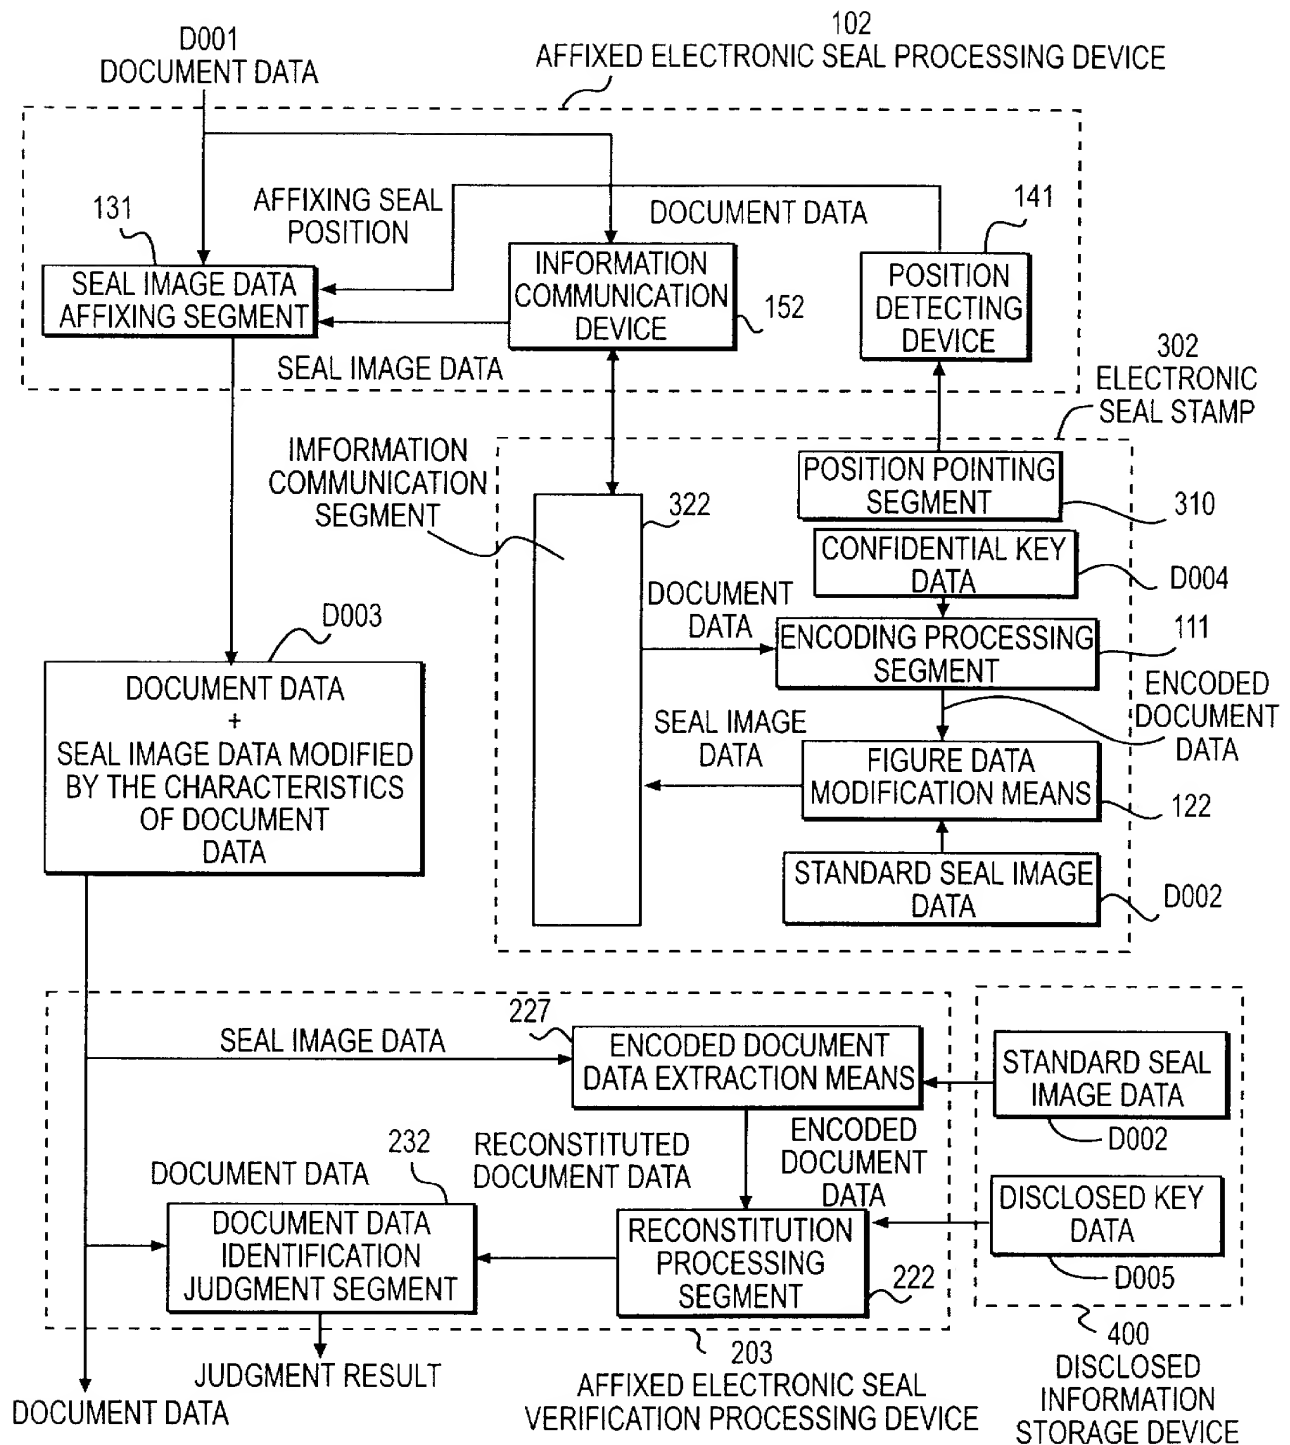 D001
DOCUMENT DATA
102
AFFIXED ELECTRONIC SEAL PROCESSING DEVICE
131
AFFIXING SEAL
POSITION
DOCUMENT DATA
141
SEAL IMAGE DATA
AFFIXING SEGMENT
INFORMATION
COMMUNICATION
DEVICE
152
POSITION
DETECTING
DEVICE
SEAL IMAGE DATA
302
ELECTRONIC
SEAL STAMP
IMFORMATION
COMMUNICATION
SEGMENT
322
POSITION POINTING
SEGMENT
310
CONFIDENTIAL KEY
DATA
D004
DOCUMENT
DATA
ENCODING PROCESSING
SEGMENT
111
ENCODED
DOCUMENT
DATA
D003
DOCUMENT DATA
+
SEAL IMAGE DATA MODIFIED
BY THE CHARACTERISTICS
OF DOCUMENT
DATA
SEAL IMAGE
DATA
FIGURE DATA
MODIFICATION MEANS
122
STANDARD SEAL IMAGE
DATA
D002
227
SEAL IMAGE DATA
ENCODED DOCUMENT
DATA EXTRACTION MEANS
STANDARD SEAL
IMAGE DATA
D002
232
RECONSTITUTED
DOCUMENT DATA
ENCODED
DOCUMENT
DATA
DOCUMENT DATA
DOCUMENT DATA
IDENTIFICATION
JUDGMENT SEGMENT
RECONSTITUTION
PROCESSING
SEGMENT
222
DISCLOSED KEY
DATA
D005
JUDGMENT RESULT
DOCUMENT DATA
203
AFFIXED ELECTRONIC SEAL
VERIFICATION PROCESSING DEVICE
400
DISCLOSED
INFORMATION
STORAGE DEVICE